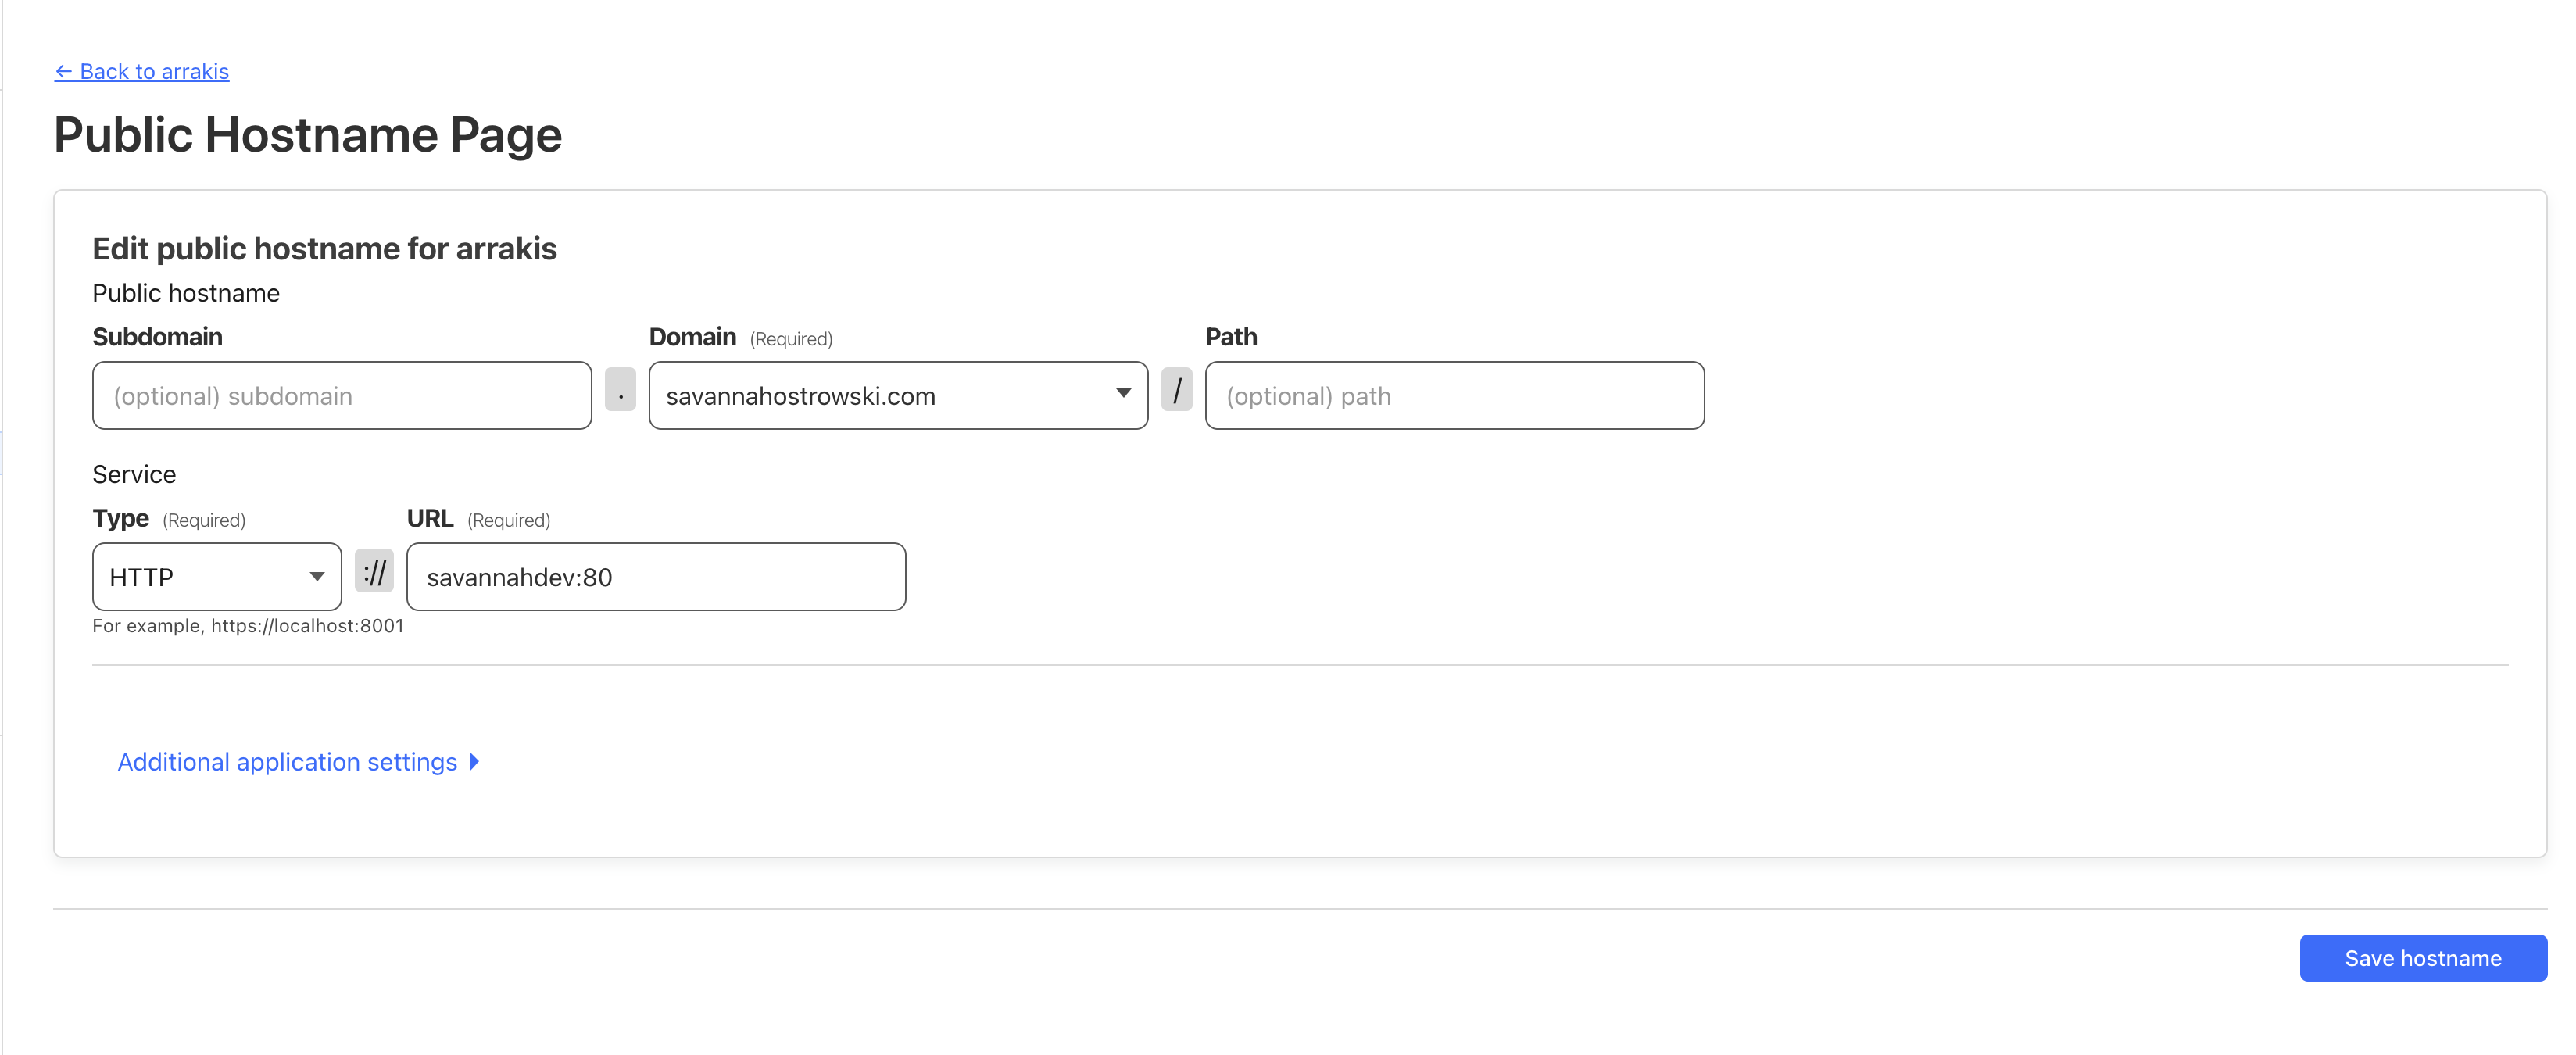 ← Back to arrakis
Public Hostname Page
Edit public hostname for arrakis
Public hostname
Subdomain Domain (Required) Path
(optional) subdomain . savannahostrowski.com / (optional) path
Service
Type (Required) URL (Required)
HTTP :// savannahdev:80
For example, https://localhost:8001
Additional application settings
Save hostname